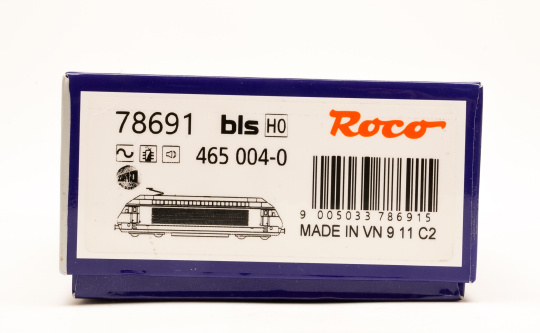 78691 bls H0 Roco
465 004-0
9 005033 786915
MADE IN VN 9 11 C2